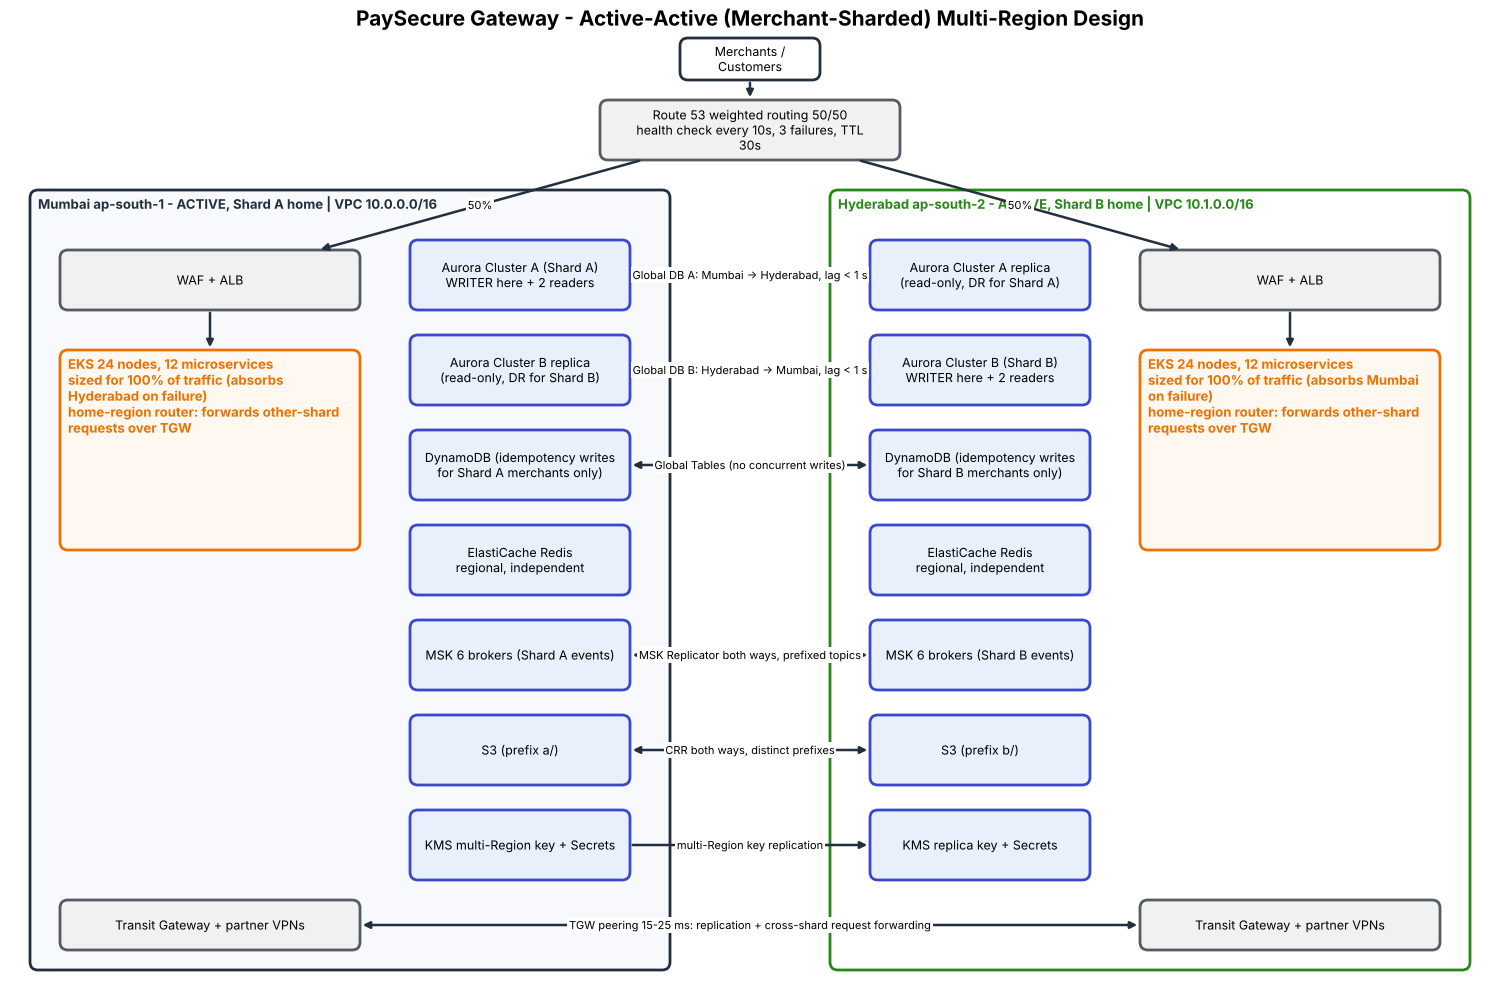 PaySecure Gateway - Active-Active (Merchant-Sharded) Multi-Region Design
Merchants /
Customers
Route 53 weighted routing 50/50
health check every 10s, 3 failures, TTL
30s
50%
50%
Mumbai ap-south-1 - ACTIVE, Shard A home | VPC 10.0.0.0/16
WAF + ALB
EKS 24 nodes, 12 microservices
sized for 100% of traffic (absorbs
Hyderabad on failure)
home-region router: forwards other-shard
requests over TGW
Aurora Cluster A (Shard A)
WRITER here + 2 readers
Aurora Cluster B replica
(read-only, DR for Shard B)
DynamoDB (idempotency writes
for Shard A merchants only)
ElastiCache Redis
regional, independent
MSK 6 brokers (Shard A events)
S3 (prefix a/)
KMS multi-Region key + Secrets
Transit Gateway + partner VPNs
Global DB A: Mumbai → Hyderabad, lag < 1 s
Global DB B: Hyderabad → Mumbai, lag < 1 s
Global Tables (no concurrent writes)
MSK Replicator both ways, prefixed topics
CRR both ways, distinct prefixes
multi-Region key replication
TGW peering 15-25 ms: replication + cross-shard request forwarding
Hyderabad ap-south-2 - A E, Shard B home | VPC 10.1.0.0/16
Aurora Cluster A replica
(read-only, DR for Shard A)
Aurora Cluster B (Shard B)
WRITER here + 2 readers
DynamoDB (idempotency writes
for Shard B merchants only)
ElastiCache Redis
regional, independent
MSK 6 brokers (Shard B events)
S3 (prefix b/)
KMS replica key + Secrets
WAF + ALB
EKS 24 nodes, 12 microservices
sized for 100% of traffic (absorbs Mumbai
on failure)
home-region router: forwards other-shard
requests over TGW
Transit Gateway + partner VPNs